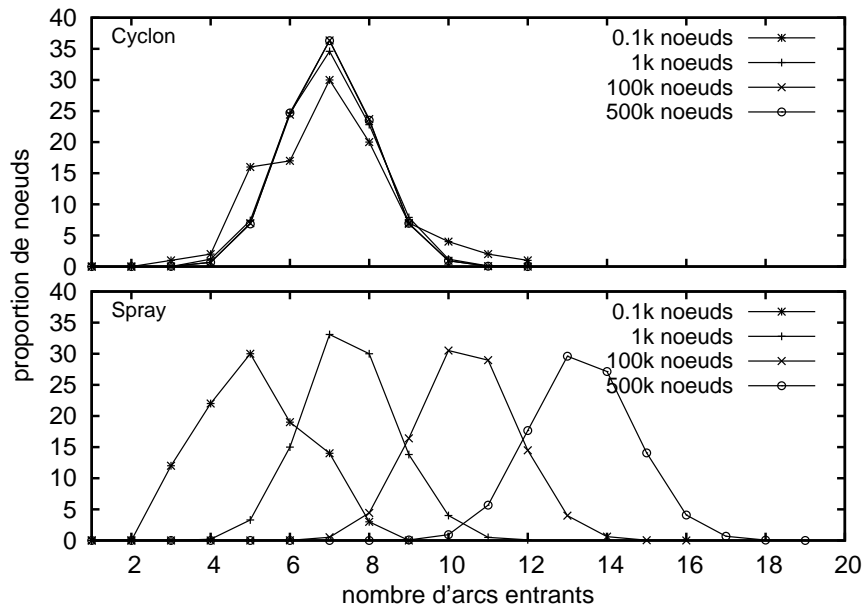 40
35
30
25
20
15
10
5
0
Cyclon
0.1k noeuds
1k noeuds
100k noeuds
500k noeuds
proportion de noeuds
40
35
30
25
20
15
10
5
0
Spray
0.1k noeuds
1k noeuds
100k noeuds
500k noeuds
2 4 6 8 10 12 14 16 18 20
nombre d'arcs entrants